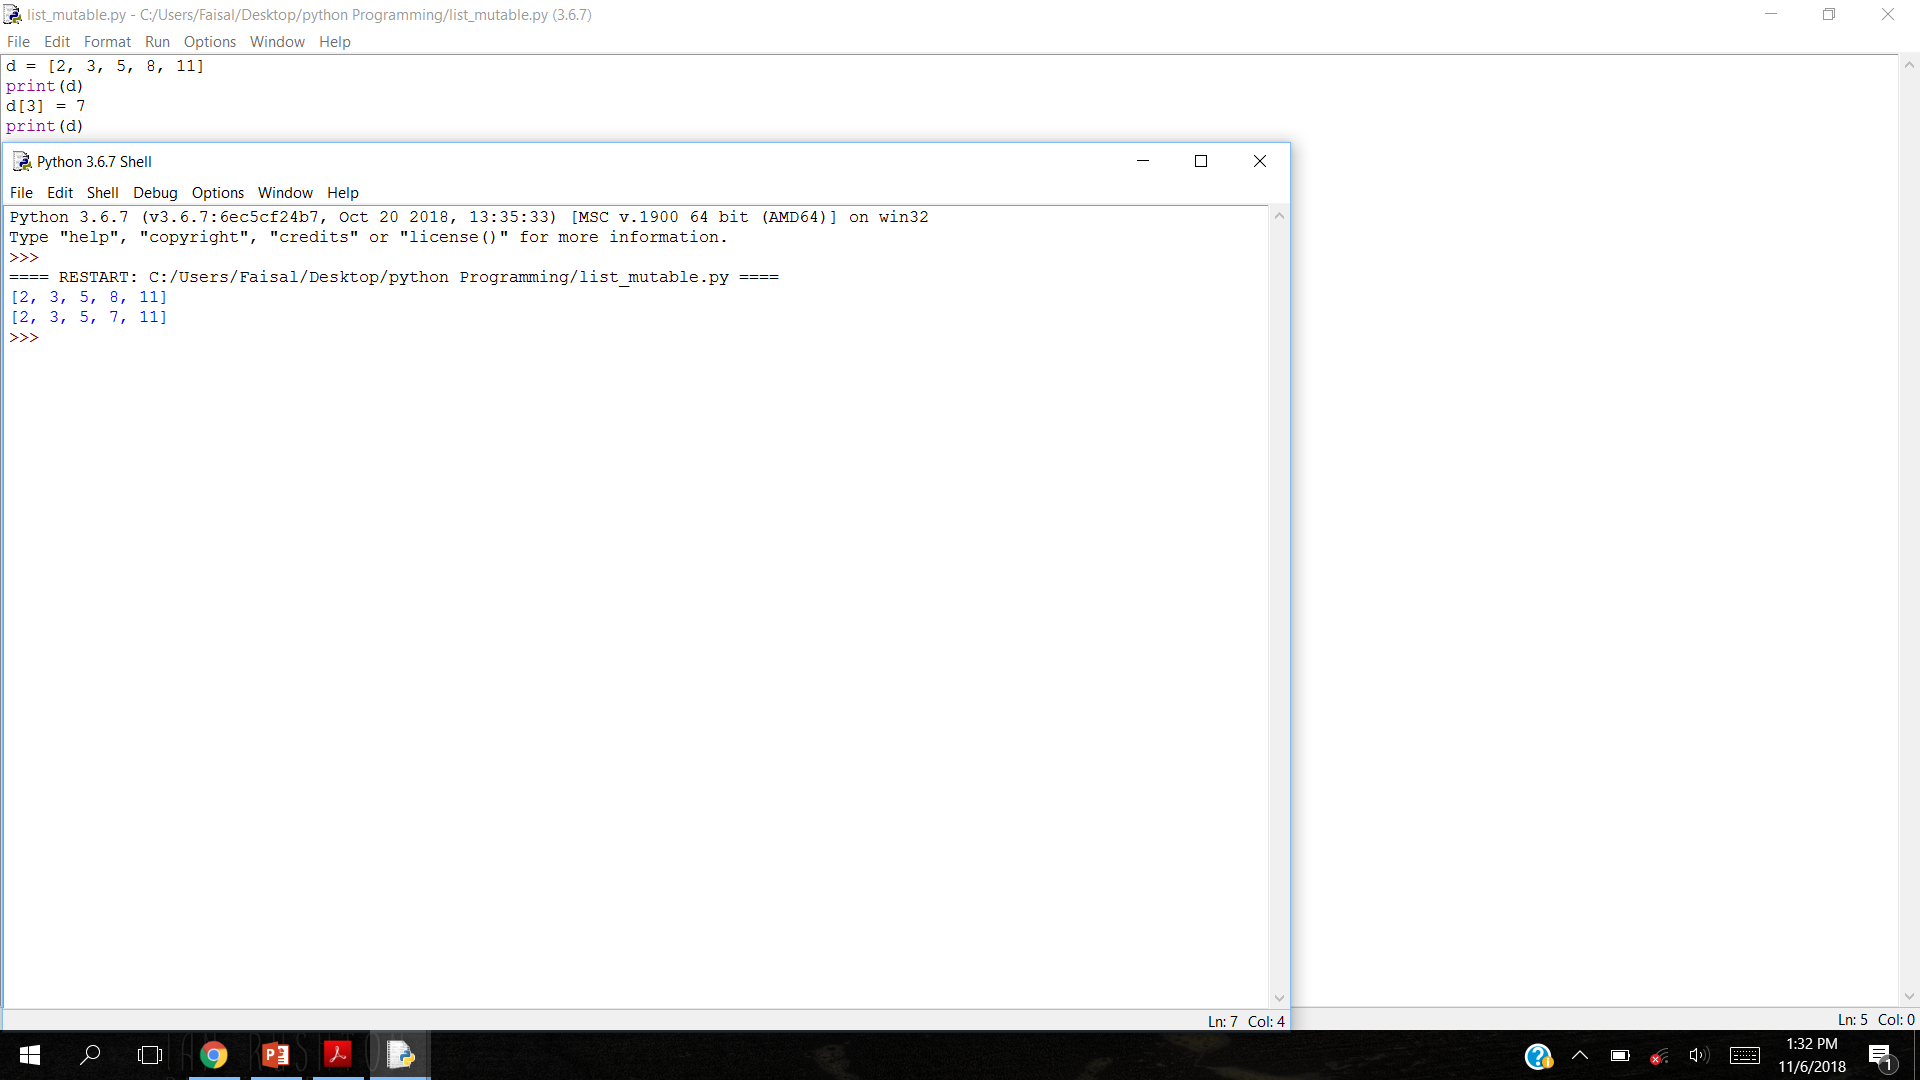 list_mutable.py - C:/Users/Faisal/Desktop/python Programming/list_mutable.py (3.6.7)
File Edit Format Run Options Window Help
d = [2, 3, 5, 8, 11]
print(d)
d[3] = 7
print(d)
Python 3.6.7 Shell
File Edit Shell Debug Options Window Help
Python 3.6.7 (v3.6.7:6ec5cf24b7, Oct 20 2018, 13:35:33) [MSC v.1900 64 bit (AMD64)] on win32
Type "help", "copyright", "credits" or "license()" for more information.
>>>
==== RESTART: C:/Users/Faisal/Desktop/python Programming/list_mutable.py ====
[2, 3, 5, 8, 11]
[2, 3, 5, 7, 11]
>>>
Ln: 7 Col: 4
Ln: 5 Col: 0
1:32 PM
11/6/2018
1